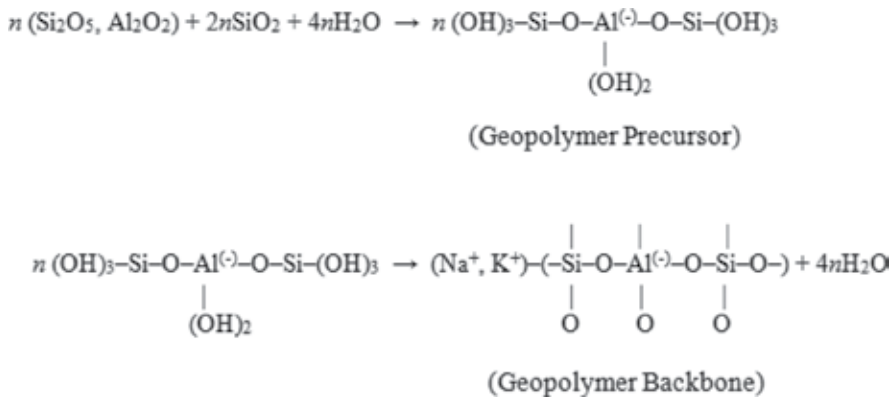 n (Si₂O₅, Al₂O₂) + 2nSiO₂ + 4nH₂O → n (OH)₃–Si–O–Al⁽⁻⁾–O–Si–(OH)₃
|
(OH)₂
(Geopolymer Precursor)
| | |
n (OH)₃–Si–O–Al⁽⁻⁾–O–Si–(OH)₃ → (Na⁺, K⁺)–(–Si–O–Al⁽⁻⁾–O–Si–O–) + 4nH₂O
| | | |
(OH)₂ O O O
(Geopolymer Backbone)